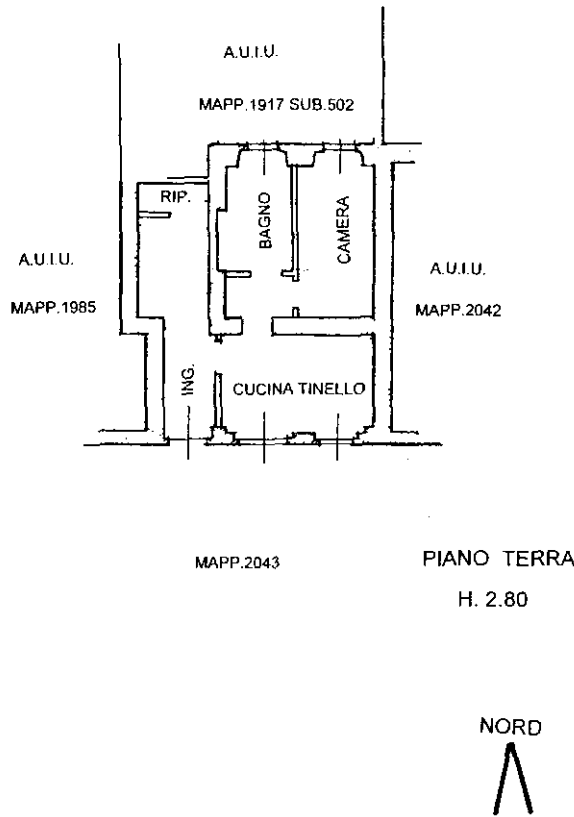 A.U.I.U.
MAPP.1917 SUB.502
RIP.
BAGNO
CAMERA
A.U.I.U.
MAPP.1985
A.U.I.U.
MAPP.2042
ING.
CUCINA TINELLO
MAPP.2043
PIANO TERRA
H. 2.80
NORD